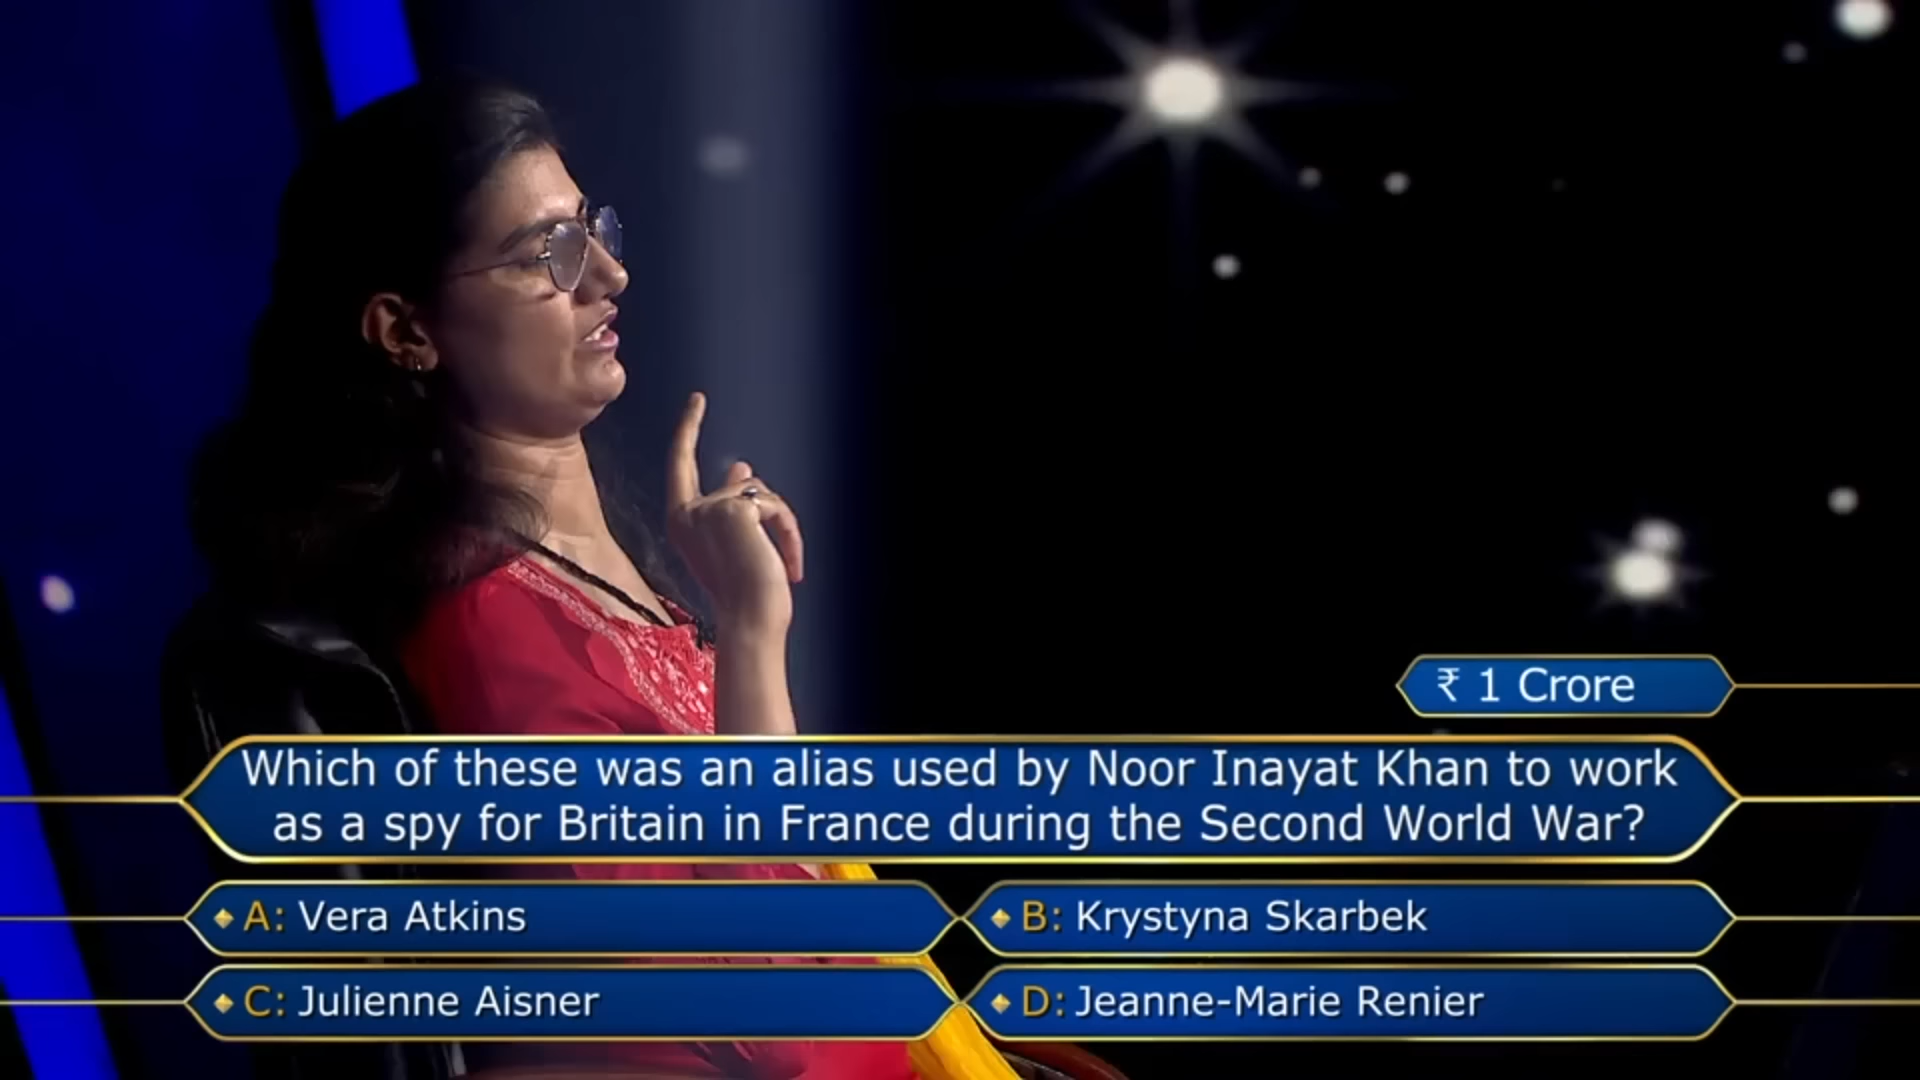 ₹ 1 Crore
Which of these was an alias used by Noor Inayat Khan to work
as a spy for Britain in France during the Second World War?
A: Vera Atkins
B: Krystyna Skarbek
C: Julienne Aisner
D: Jeanne-Marie Renier